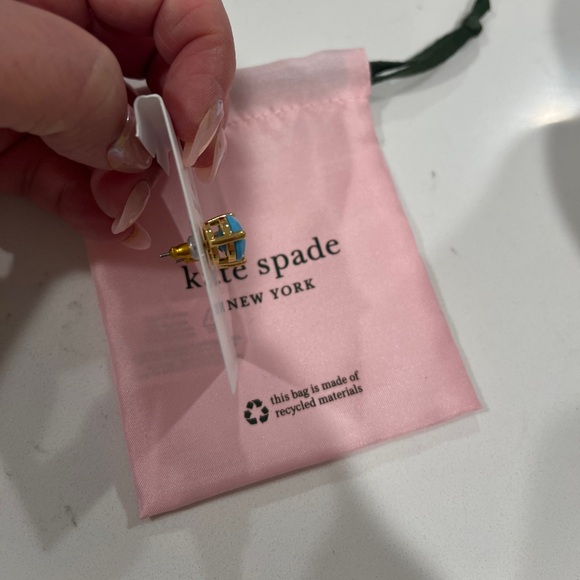 kate spade
NEW YORK
this bag is made of
recycled materials